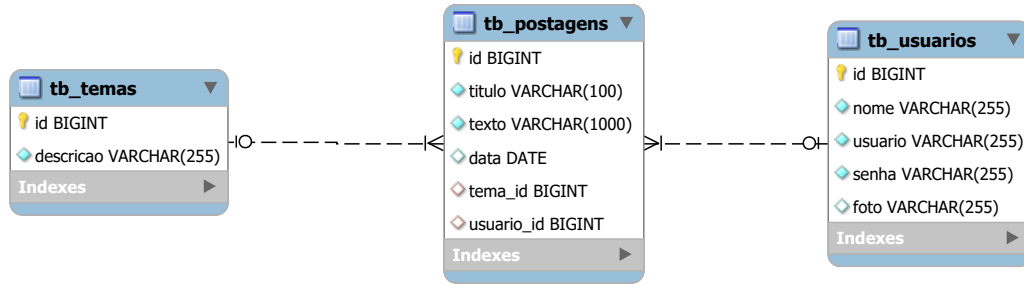 tb_temas
id BIGINT
descricao VARCHAR(255)
Indexes
tb_postagens
id BIGINT
titulo VARCHAR(100)
texto VARCHAR(1000)
data DATE
tema_id BIGINT
usuario_id BIGINT
Indexes
tb_usuarios
id BIGINT
nome VARCHAR(255)
usuario VARCHAR(255)
senha VARCHAR(255)
foto VARCHAR(255)
Indexes